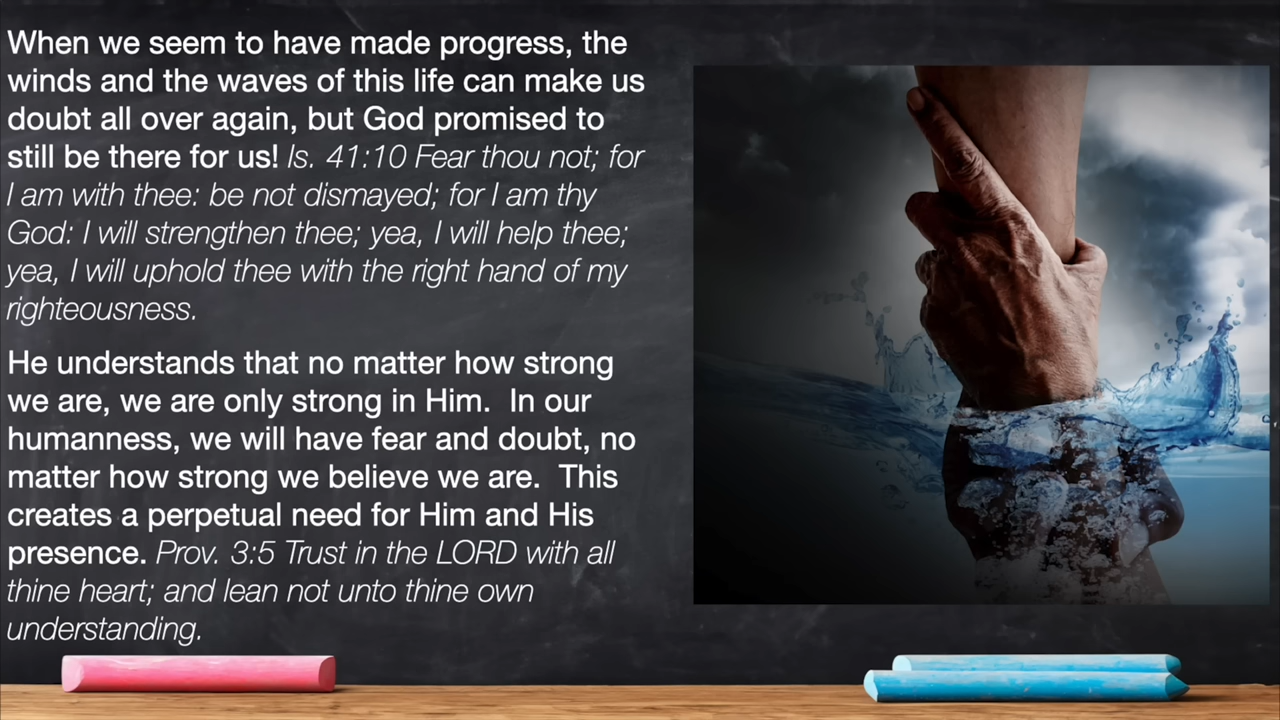 When we seem to have made progress, the
winds and the waves of this life can make us
doubt all over again, but God promised to
still be there for us! Is. 41:10 Fear thou not; for
I am with thee: be not dismayed; for I am thy
God: I will strengthen thee; yea, I will help thee;
yea, I will uphold thee with the right hand of my
righteousness.
He understands that no matter how strong
we are, we are only strong in Him.  In our
humanness, we will have fear and doubt, no
matter how strong we believe we are.  This
creates a perpetual need for Him and His
presence. Prov. 3:5 Trust in the LORD with all
thine heart; and lean not unto thine own
understanding.